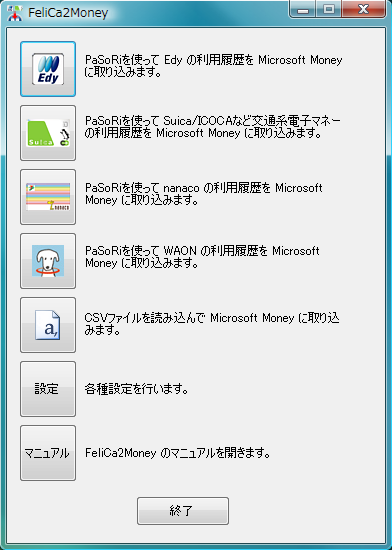 FeliCa2Money
Edy
PaSoRiを使って Edy の利用履歴を Microsoft Money
に取り込みます。
Suica
PaSoRiを使って Suica/ICOCAなど交通系電子マネー
の利用履歴を Microsoft Money に取り込みます。
nanaco
PaSoRiを使って nanaco の利用履歴を Microsoft
Money に取り込みます。
PaSoRiを使って WAON の利用履歴を Microsoft
Money に取り込みます。
a,
CSVファイルを読み込んで Microsoft Money に取り込
みます。
設定
各種設定を行います。
マニュアル
FeliCa2Money のマニュアルを開きます。
終了